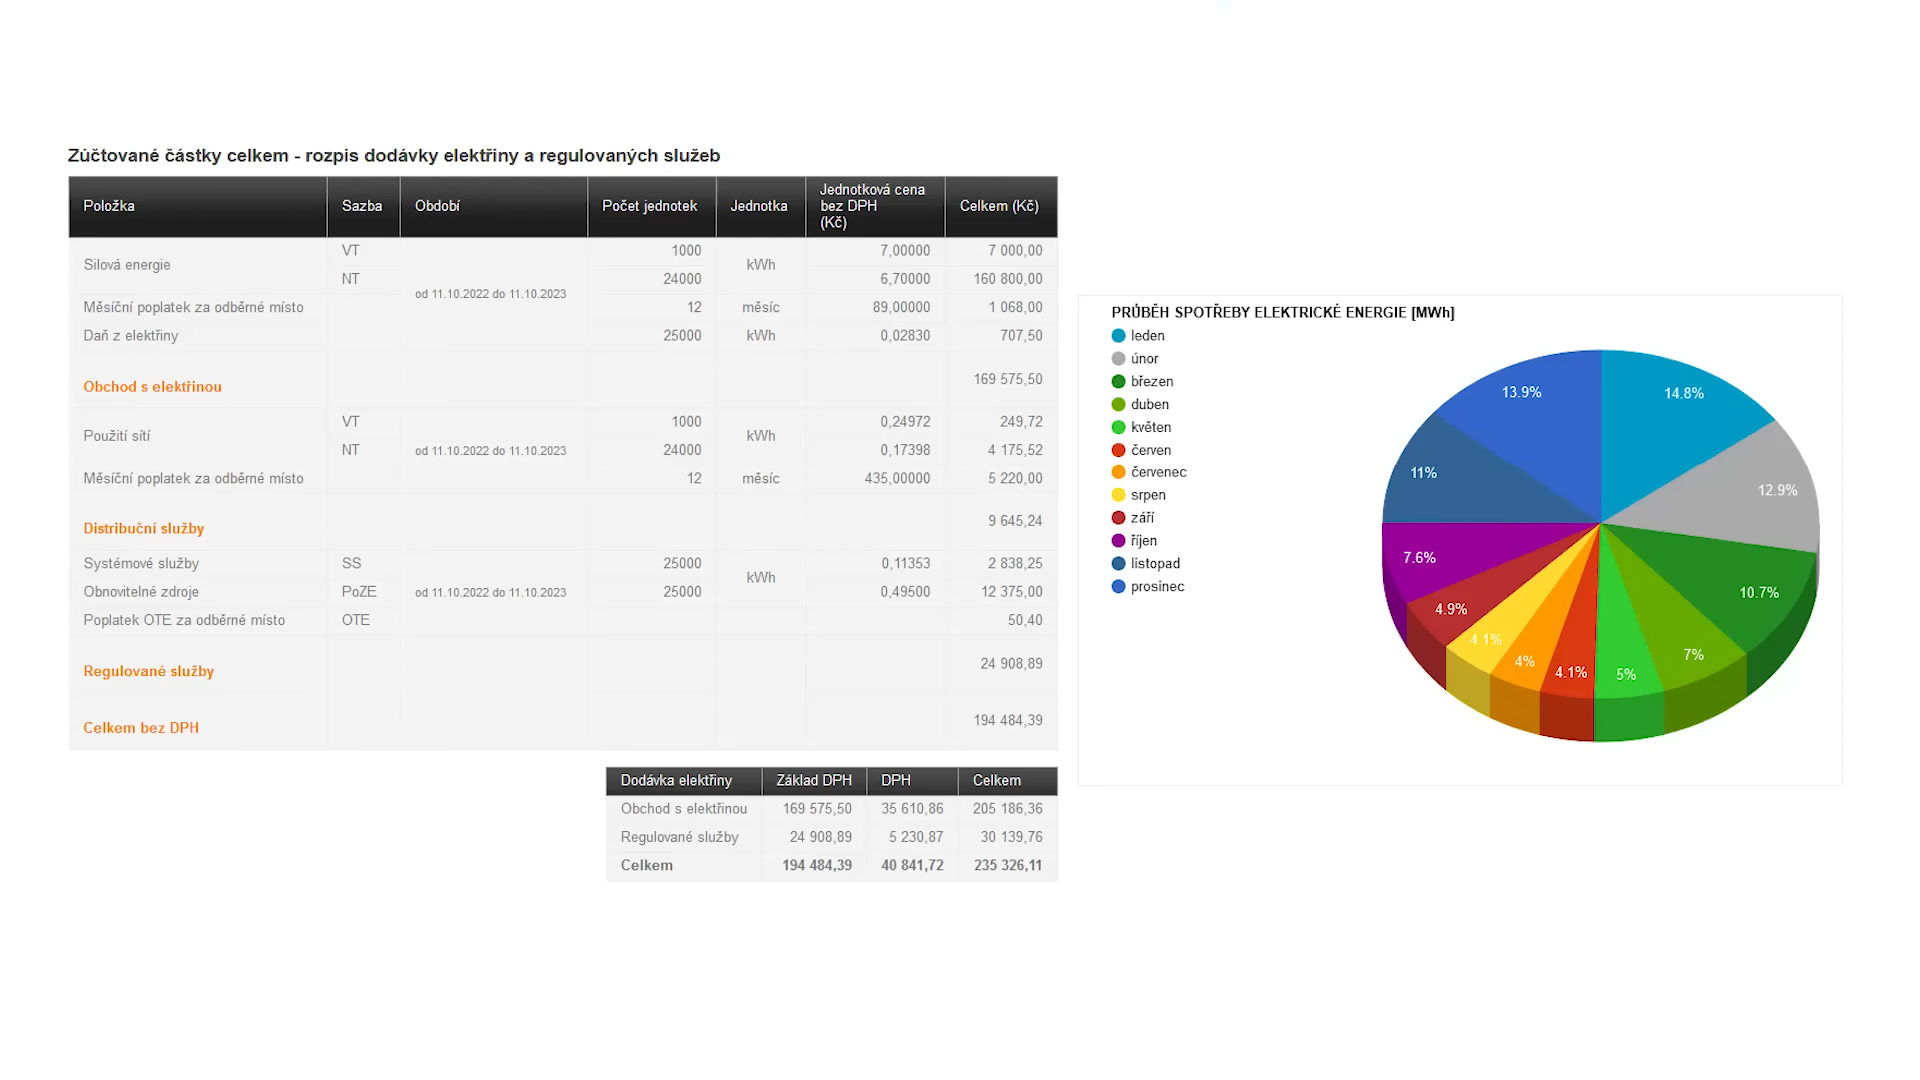 Zúčtované částky celkem - rozpis dodávky elektřiny a regulovaných služeb
Položka Sazba Období Počet jednotek Jednotka Jednotková cena bez DPH (Kč) Celkem (Kč)
Silová energie VT od 11.10.2022 do 11.10.2023 1000 kWh 7,00000 7 000,00
NT 24000 6,70000 160 800,00
Měsíční poplatek za odběrné místo 12 měsíc 89,00000 1 068,00
Daň z elektřiny 25000 kWh 0,02830 707,50
Obchod s elektřinou 169 575,50
Použití sítí VT od 11.10.2022 do 11.10.2023 1000 kWh 0,24972 249,72
NT 24000 0,17398 4 175,52
Měsíční poplatek za odběrné místo 12 měsíc 435,00000 5 220,00
Distribuční služby 9 645,24
Systémové služby SS od 11.10.2022 do 11.10.2023 25000 kWh 0,11353 2 838,25
Obnovitelné zdroje PoZE 25000 0,49500 12 375,00
Poplatek OTE za odběrné místo OTE 50,40
Regulované služby 24 908,89
Celkem bez DPH 194 484,39
Dodávka elektřiny Základ DPH DPH Celkem
Obchod s elektřinou 169 575,50 35 610,86 205 186,36
Regulované služby 24 908,89 5 230,87 30 139,76
Celkem 194 484,39 40 841,72 235 326,11
PRŮBĚH SPOTŘEBY ELEKTRICKÉ ENERGIE [MWh]
leden
únor
březen
duben
květen
červen
červenec
srpen
září
říjen
listopad
prosinec
14.8%
12.9%
10.7%
7%
5%
4.1%
4%
4.1%
4.9%
7.6%
11%
13.9%